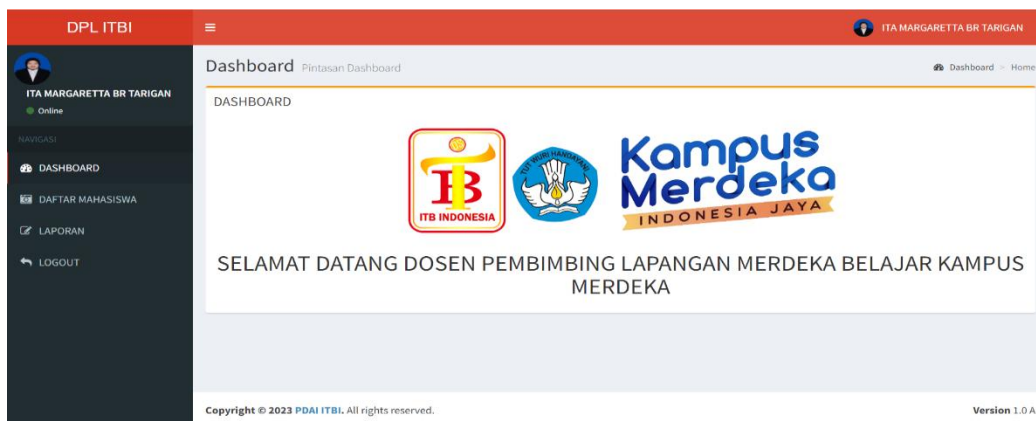 DPL ITBI
ITA MARGARETTA BR TARIGAN
ITA MARGARETTA BR TARIGAN
Online
NAVIGASI
DASHBOARD
DAFTAR MAHASISWA
LAPORAN
LOGOUT
Dashboard Pintasan Dashboard
Dashboard > Home
DASHBOARD
ITB INDONESIA
TUT WURI HANDAYANI
Kampus
Merdeka
INDONESIA JAYA
SELAMAT DATANG DOSEN PEMBIMBING LAPANGAN MERDEKA BELAJAR KAMPUS
MERDEKA
Copyright © 2023 PDAI ITBI. All rights reserved.
Version 1.0 A